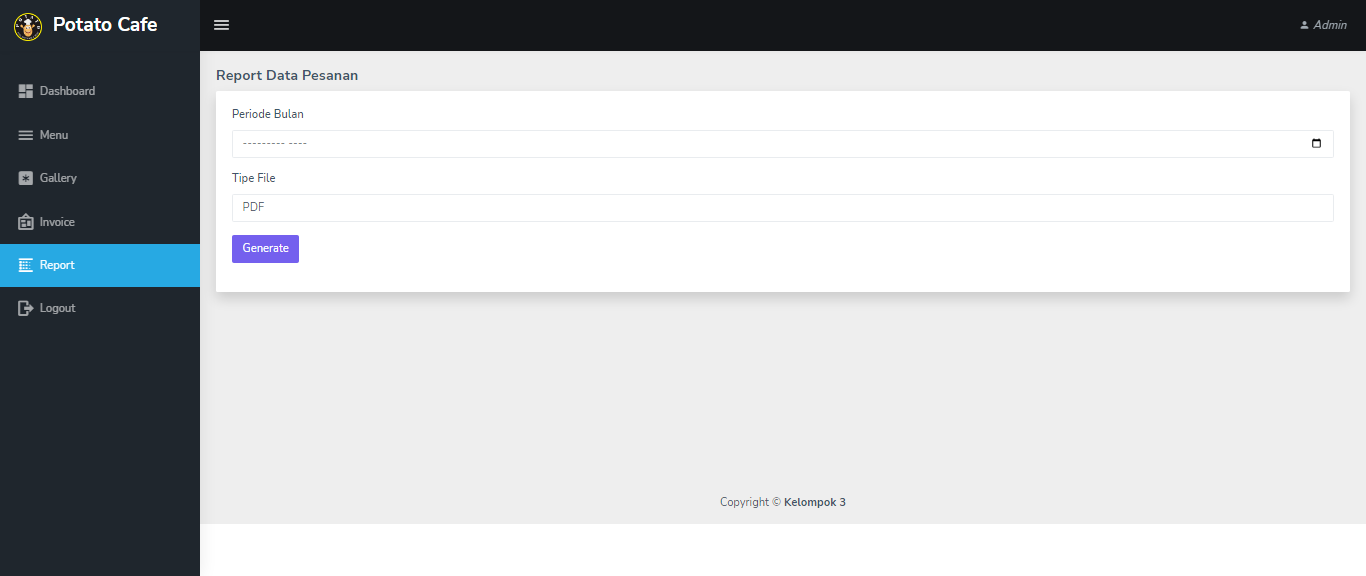 Potato Cafe
Admin
Dashboard
Menu
Gallery
Invoice
Report
Logout
Report Data Pesanan
Periode Bulan
--------- ----
Tipe File
PDF
Generate
Copyright © Kelompok 3